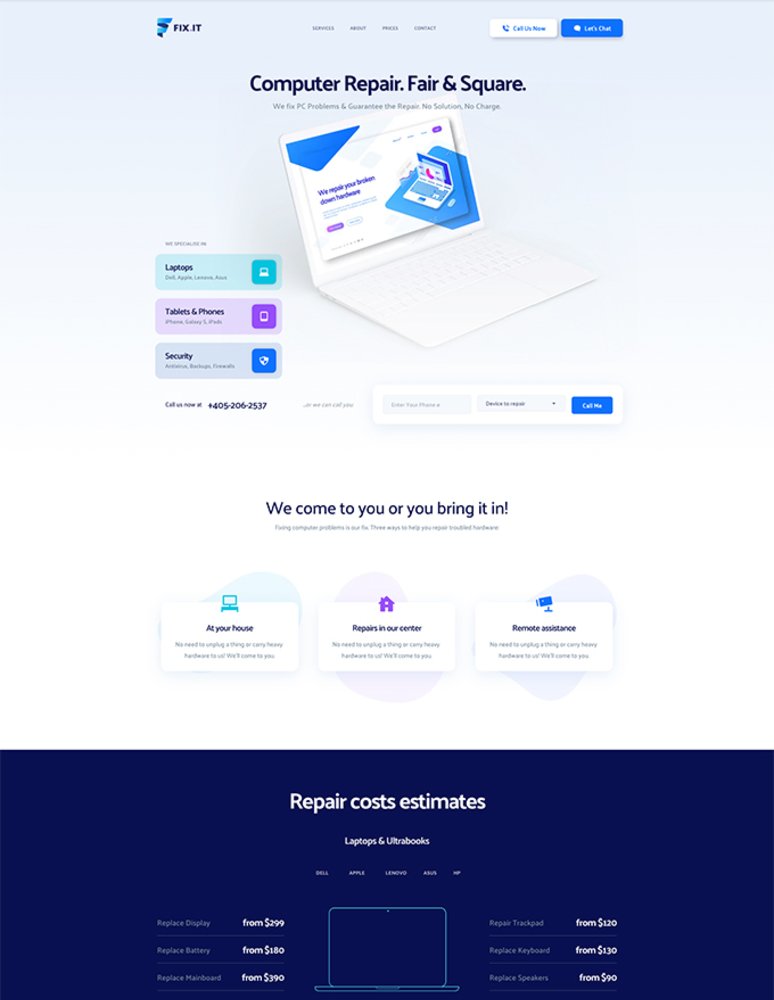 FIX.IT
SERVICES ABOUT PRICES CONTACT
Call Us Now
Let's Chat
Computer Repair. Fair & Square.
We fix PC Problems & Guarantee the Repair. No Solution, No Charge.
We repair your broken
down hardware
WE SPECIALISE IN:
Laptops
Dell, Apple, Lenovo, Asus
Tablets & Phones
iPhone, Galaxy S, iPads
Security
Antivirus, Backups, Firewalls
Call us now at +405-206-2537
...or we can call you:
Enter Your Phone #
Device to repair
Call Me
We come to you or you bring it in!
Fixing computer problems is our fix. Three ways to help you repair troubled hardware
At your house
No need to unplug a thing or carry heavy
hardware to us! We'll come to you.
Repairs in our center
No need to unplug a thing or carry heavy
hardware to us! We'll come to you.
Remote assistance
No need to unplug a thing or carry heavy
hardware to us! We'll come to you.
Repair costs estimates
Laptops & Ultrabooks
DELL APPLE LENOVO ASUS HP
Replace Display from $299
Replace Battery from $180
Replace Mainboard from $390
Repair Trackpad from $120
Replace Keyboard from $130
Replace Speakers from $90